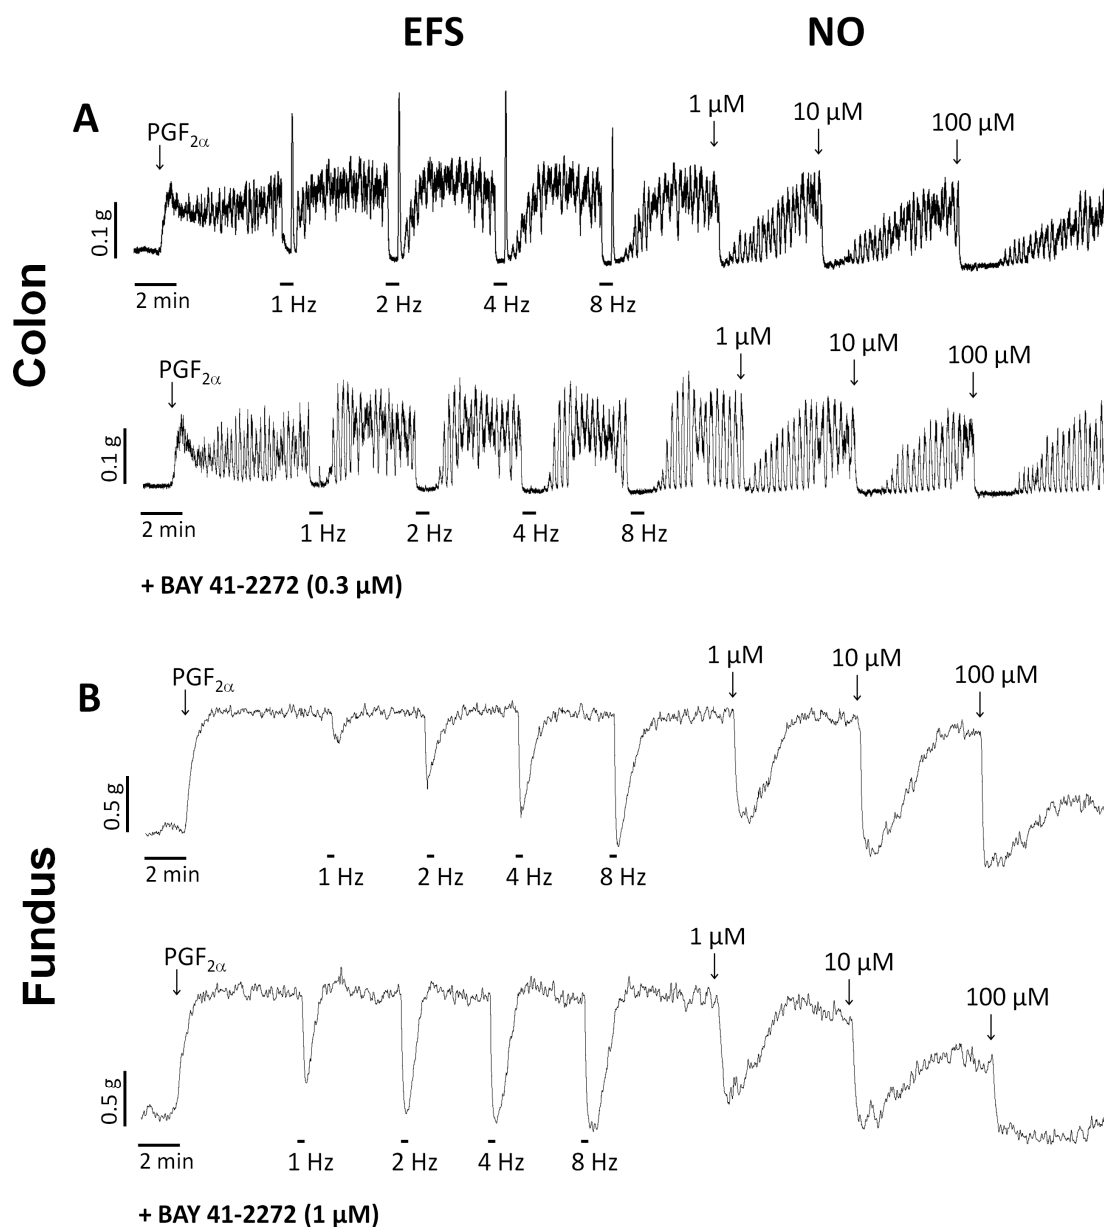 EFS NO
A
Colon
PGF2α 1 µM 10 µM 100 µM
0.1 g
2 min 1 Hz 2 Hz 4 Hz 8 Hz
PGF2α 1 µM 10 µM 100 µM
0.1 g
2 min 1 Hz 2 Hz 4 Hz 8 Hz
+ BAY 41-2272 (0.3 µM)
B
Fundus
PGF2α 1 µM 10 µM 100 µM
0.5 g
2 min 1 Hz 2 Hz 4 Hz 8 Hz
PGF2α 1 µM 10 µM 100 µM
0.5 g
2 min 1 Hz 2 Hz 4 Hz 8 Hz
+ BAY 41-2272 (1 µM)